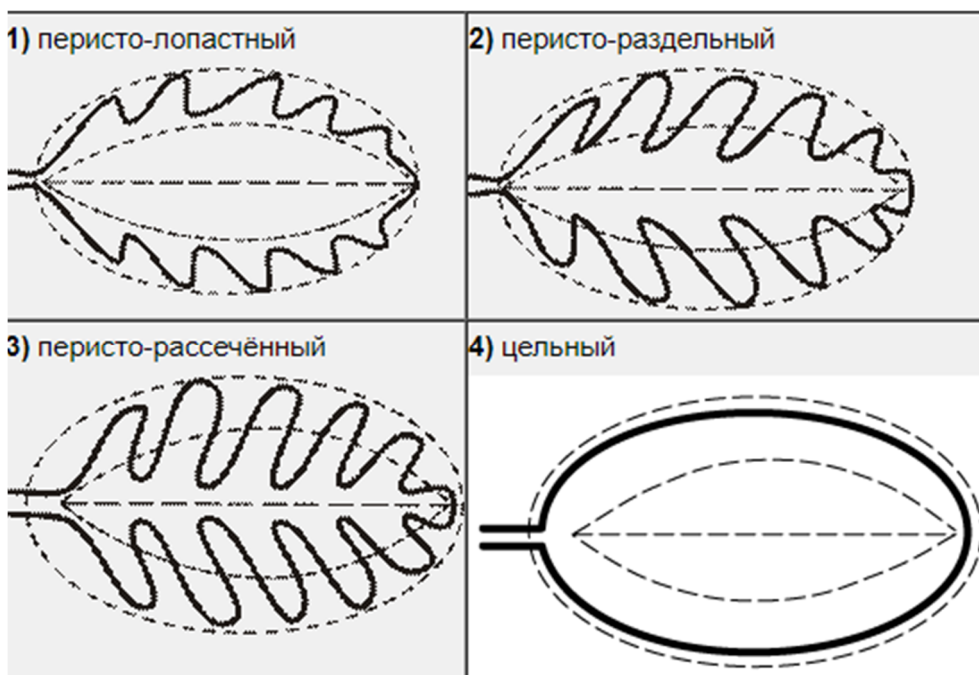 1) перисто-лопастный
2) перисто-раздельный
3) перисто-рассечённый
4) цельный